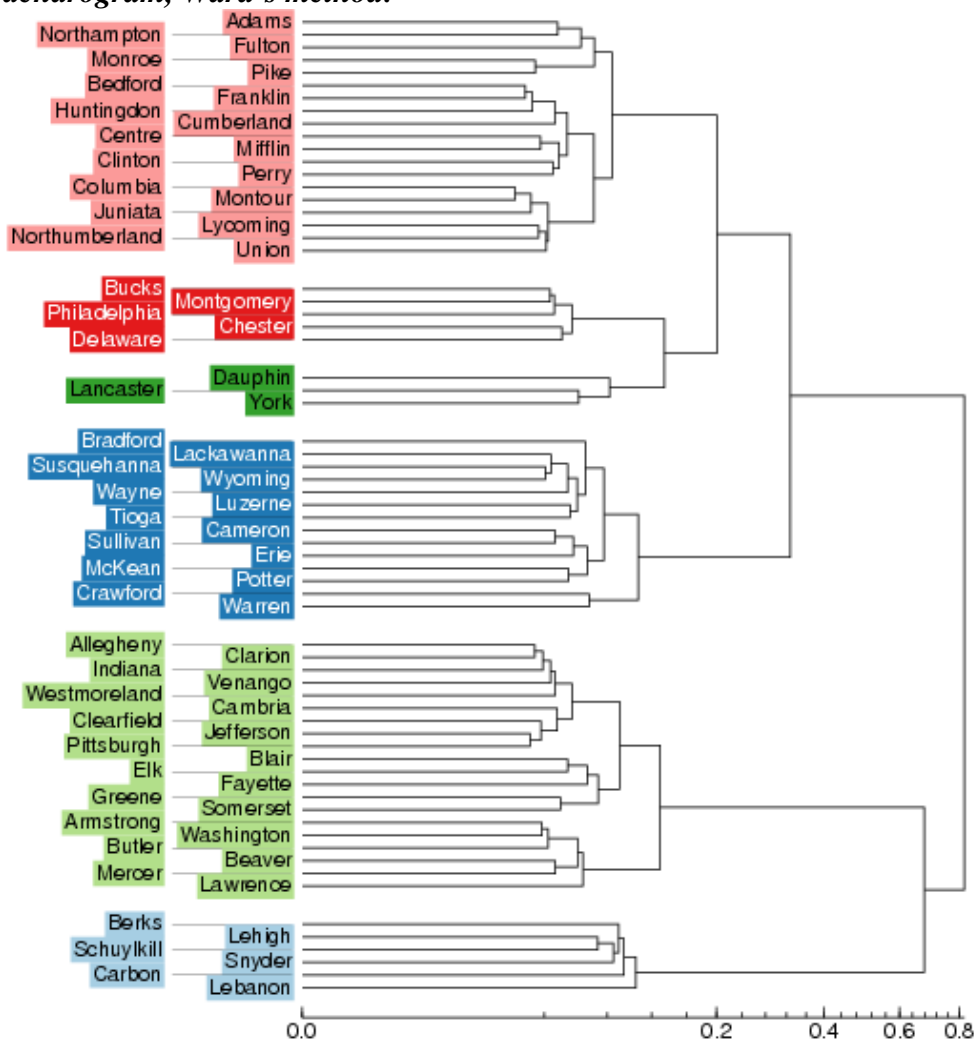 dendrogram, Ward's method.
Adams
Northampton
Fulton
Monroe
Pike
Bedford
Franklin
Huntingdon
Cumberland
Centre
Mifflin
Clinton
Perry
Columbia
Montour
Juniata
Lycoming
Northumberland
Union
Bucks
Montgomery
Philadelphia
Chester
Delaware
Dauphin
Lancaster
York
Bradford
Lackawanna
Susquehanna
Wyoming
Wayne
Luzerne
Tioga
Cameron
Sullivan
Erie
McKean
Potter
Crawford
Warren
Allegheny
Clarion
Indiana
Venango
Westmoreland
Cambria
Clearfield
Jefferson
Pittsburgh
Blair
Elk
Fayette
Greene
Somerset
Armstrong
Washington
Butler
Beaver
Mercer
Lawrence
Berks
Lehigh
Schuylkill
Snyder
Carbon
Lebanon
0.0 0.2 0.4 0.6 0.8